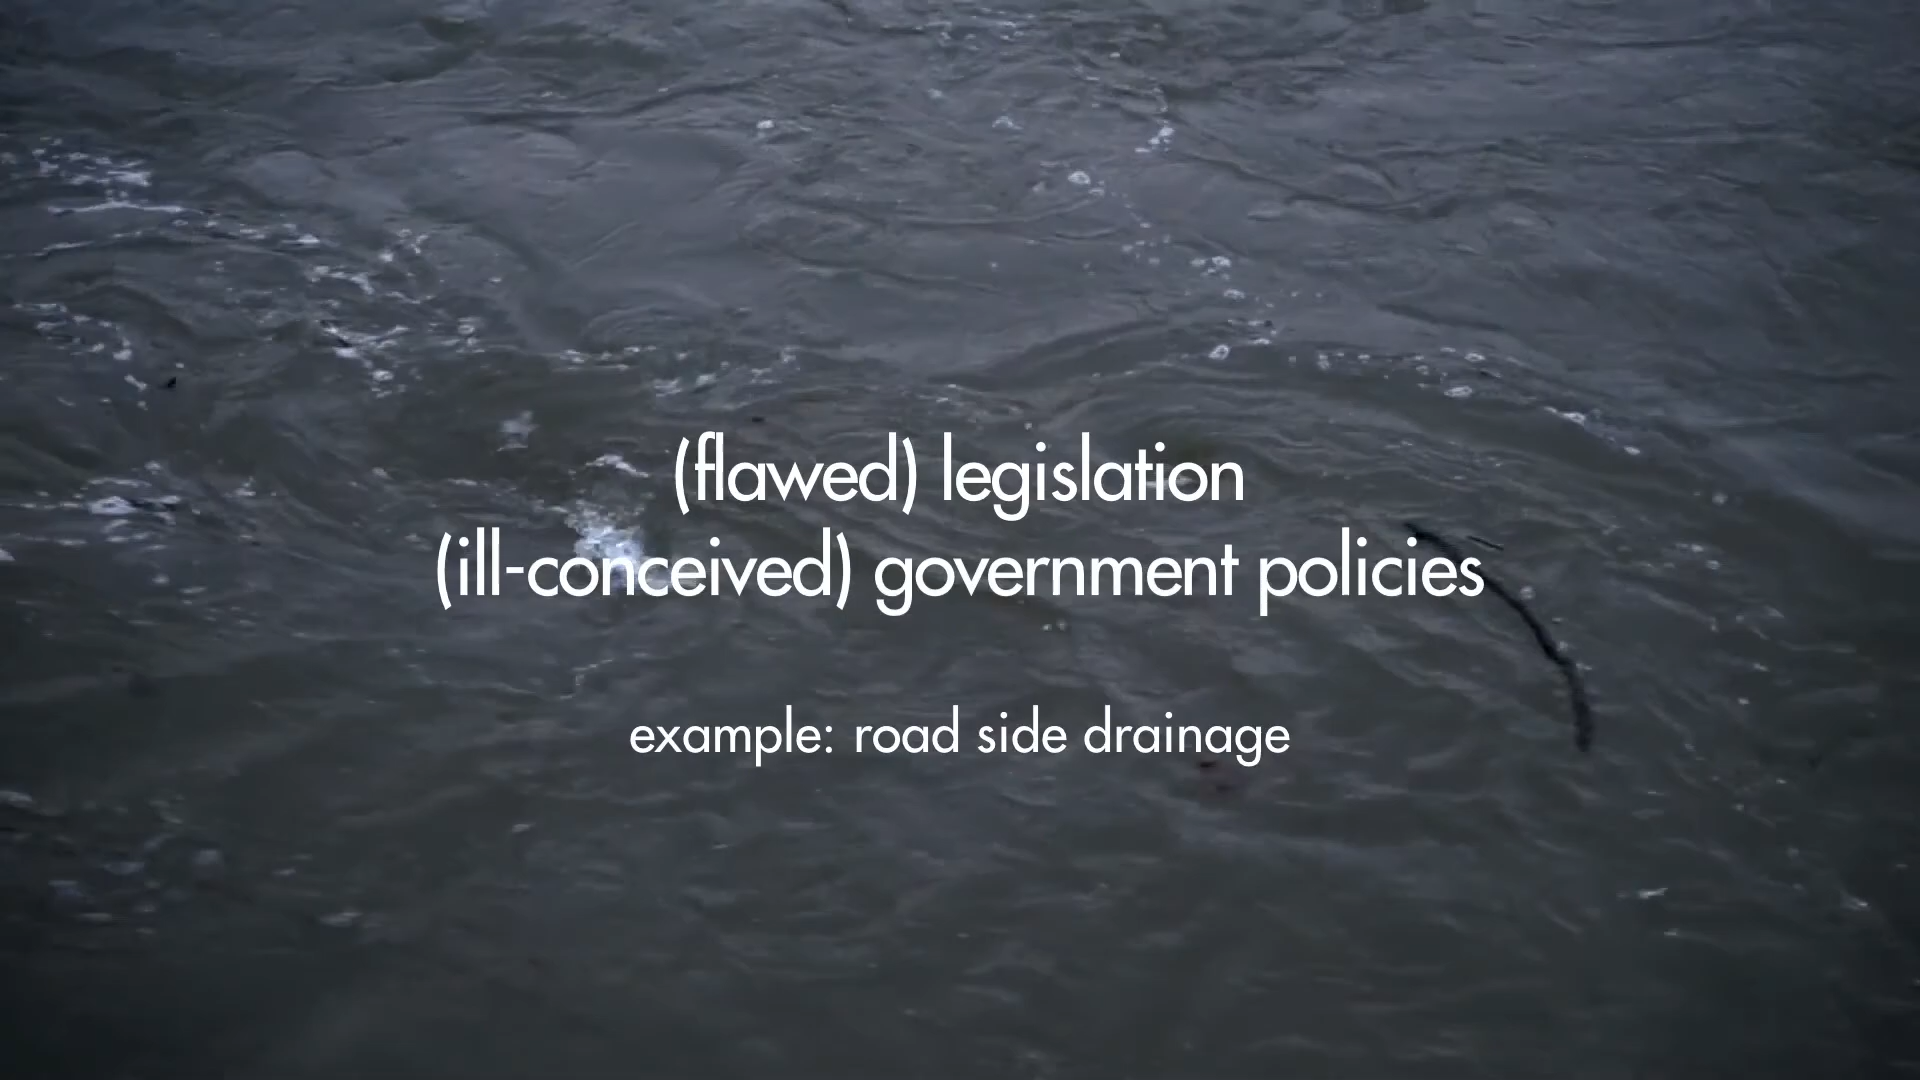 (flawed) legislation
(ill-conceived) government policies
example: road side drainage